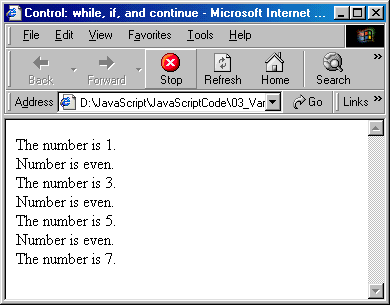 Control: while, if, and continue - Microsoft Internet ...
File Edit View Favorites Tools Help
Back Forward Stop Refresh Home Search »
Address D:\JavaScript\JavaScriptCode\03_Var Go Links »
The number is 1.
Number is even.
The number is 3.
Number is even.
The number is 5.
Number is even.
The number is 7.